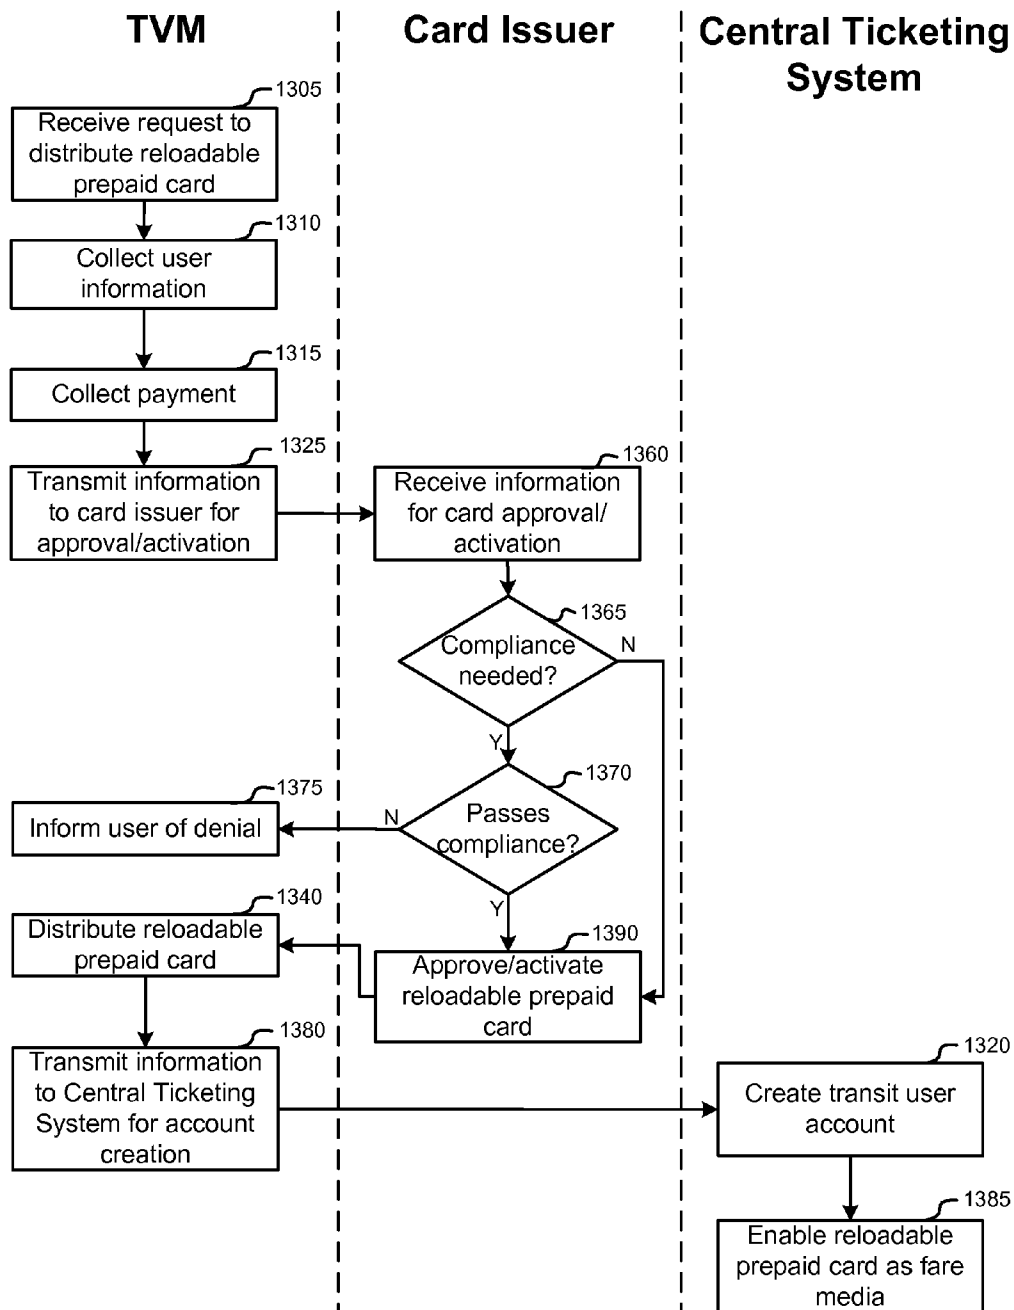 TVM
Card Issuer
Central Ticketing
System
1305
Receive request to
distribute reloadable
prepaid card
1310
Collect user
information
1315
Collect payment
1325
Transmit information
to card issuer for
approval/activation
1360
Receive information
for card approval/
activation
1365
Compliance
needed?
N
Y
1370
Passes
compliance?
N
Y
1375
Inform user of denial
1340
Distribute reloadable
prepaid card
1390
Approve/activate
reloadable prepaid
card
1380
Transmit information
to Central Ticketing
System for account
creation
1320
Create transit user
account
1385
Enable reloadable
prepaid card as fare
media